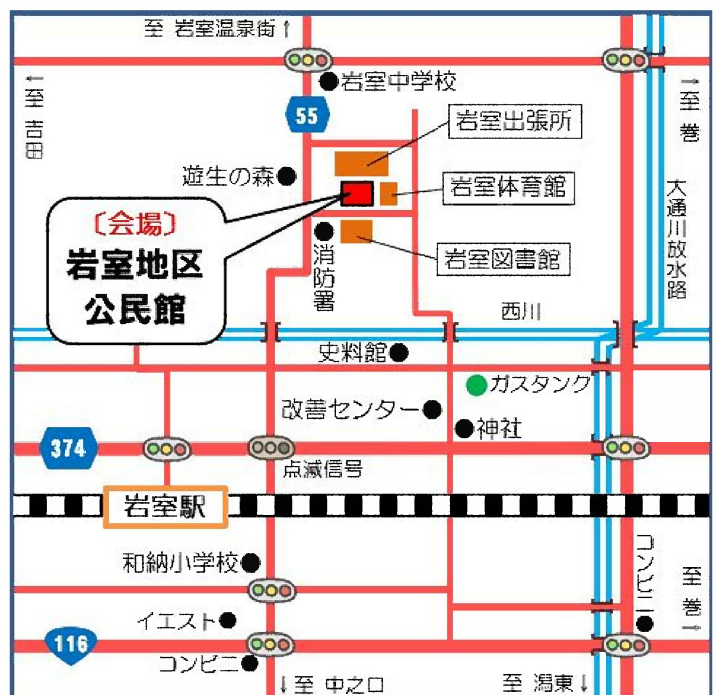 至 岩室温泉街↑
岩室中学校
←至 吉田
→至 巻
55
岩室出張所
遊生の森
岩室体育館
〔会場〕
岩室地区
公民館
消防署
岩室図書館
大通川放水路
西川
史料館
ガスタンク
改善センター
神社
374
点滅信号
岩室駅
和納小学校
コンビニ
至 巻→
イエスト
116
コンビニ
↓至 中之口
至 潟東↓